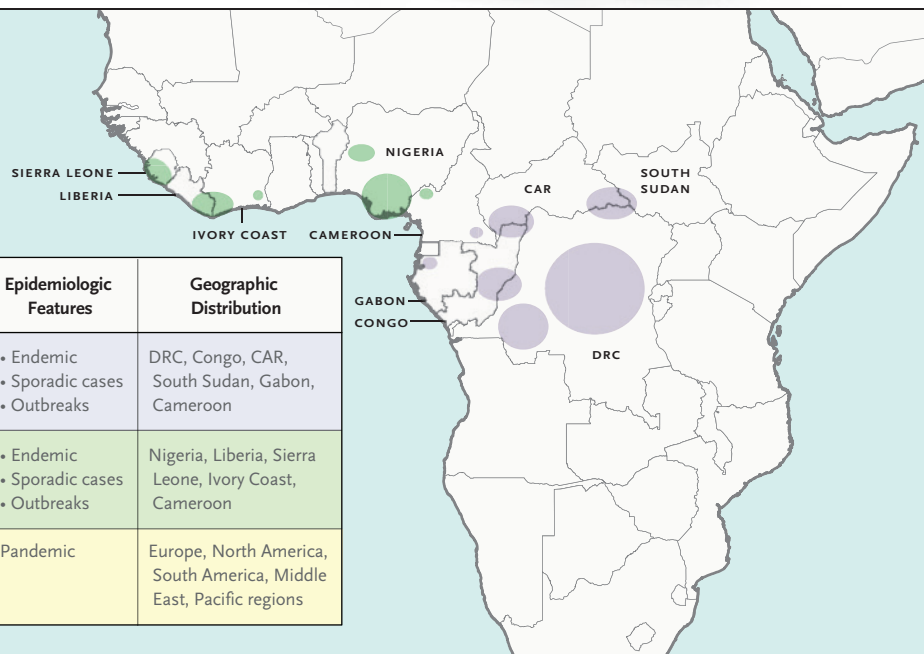 NIGERIA
SIERRA LEONE
LIBERIA
IVORY COAST
CAMEROON
CAR
SOUTH
SUDAN
GABON
CONGO
DRC
Epidemiologic
Features
Geographic
Distribution
• Endemic
• Sporadic cases
• Outbreaks
DRC, Congo, CAR,
South Sudan, Gabon,
Cameroon
• Endemic
• Sporadic cases
• Outbreaks
Nigeria, Liberia, Sierra
Leone, Ivory Coast,
Cameroon
Pandemic
Europe, North America,
South America, Middle
East, Pacific regions